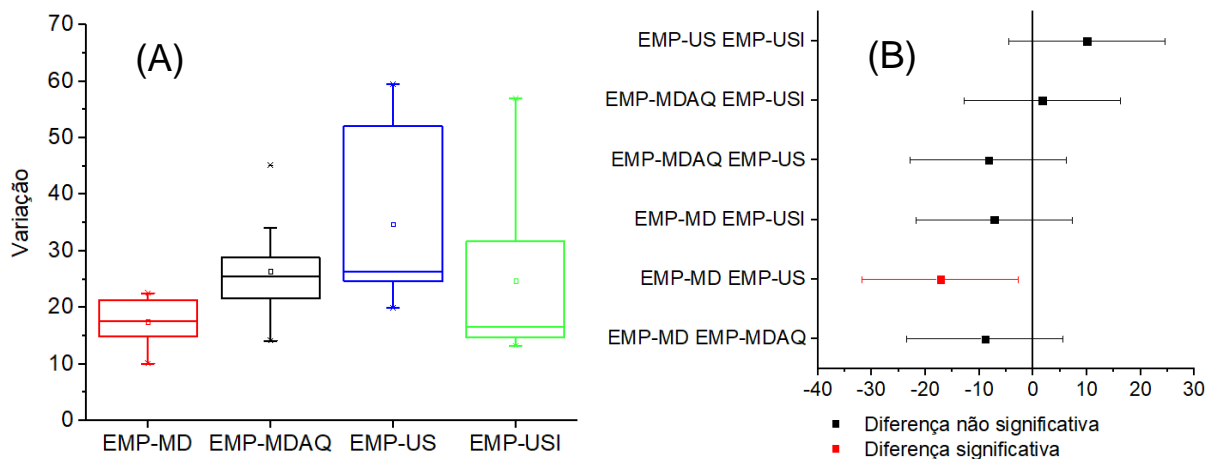 (A)
Variação
70
60
50
40
30
20
10
0
EMP-MD EMP-MDAQ EMP-US EMP-USI
(B)
EMP-US EMP-USI
EMP-MDAQ EMP-USI
EMP-MDAQ EMP-US
EMP-MD EMP-USI
EMP-MD EMP-US
EMP-MD EMP-MDAQ
-40 -30 -20 -10 0 10 20 30
Diferença não significativa
Diferença significativa